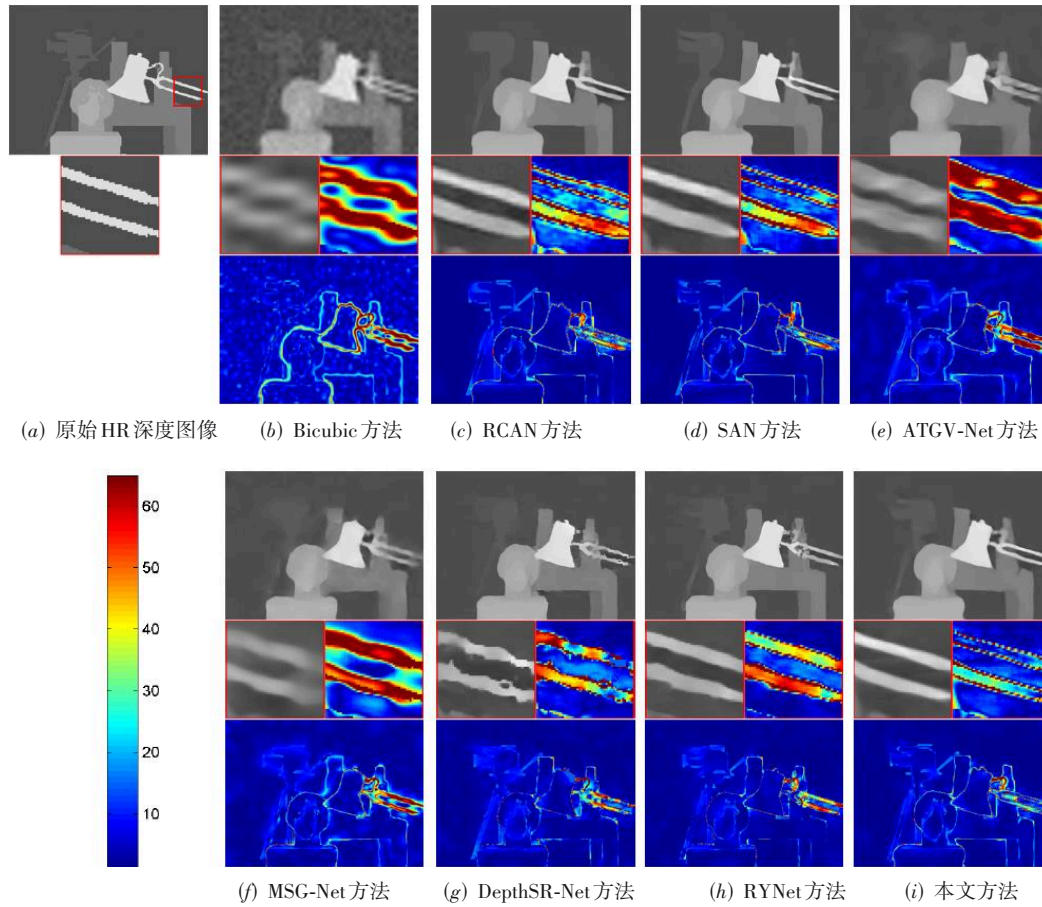 (a) 原始HR深度图像
(b) Bicubic方法
(c) RCAN方法
(d) SAN方法
(e) ATGV-Net方法
60
50
40
30
20
10
(f) MSG-Net方法
(g) DepthSR-Net方法
(h) RYNet方法
(i) 本文方法